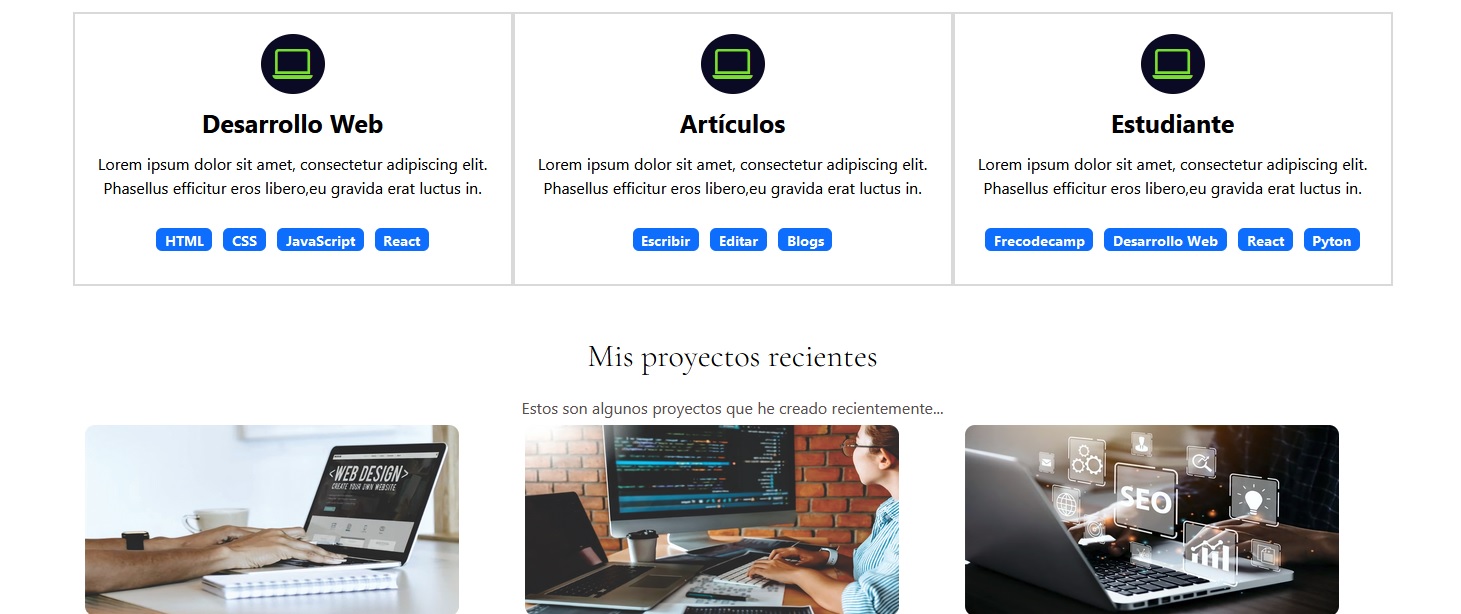 Desarrollo Web
Lorem ipsum dolor sit amet, consectetur adipiscing elit.
Phasellus efficitur eros libero,eu gravida erat luctus in.
HTML CSS JavaScript React
Artículos
Lorem ipsum dolor sit amet, consectetur adipiscing elit.
Phasellus efficitur eros libero,eu gravida erat luctus in.
Escribir Editar Blogs
Estudiante
Lorem ipsum dolor sit amet, consectetur adipiscing elit.
Phasellus efficitur eros libero,eu gravida erat luctus in.
Frecodecamp Desarrollo Web React Pyton
Mis proyectos recientes
Estos son algunos proyectos que he creado recientemente...
<WEB DESIGN>
CREATE YOUR OWN WEBSITE
SEO